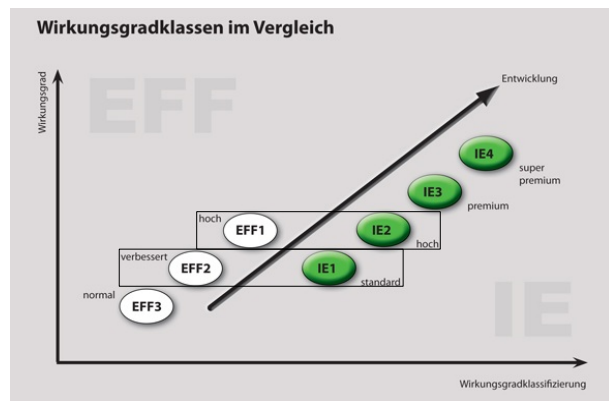 Wirkungsgradklassen im Vergleich
EFF
Wirkungsgrad
Entwicklung
IE4
super
premium
IE3
premium
hoch
EFF1
IE2
hoch
verbessert
EFF2
IE1
standard
normal
EFF3
IE
Wirkungsgradklassifizierung